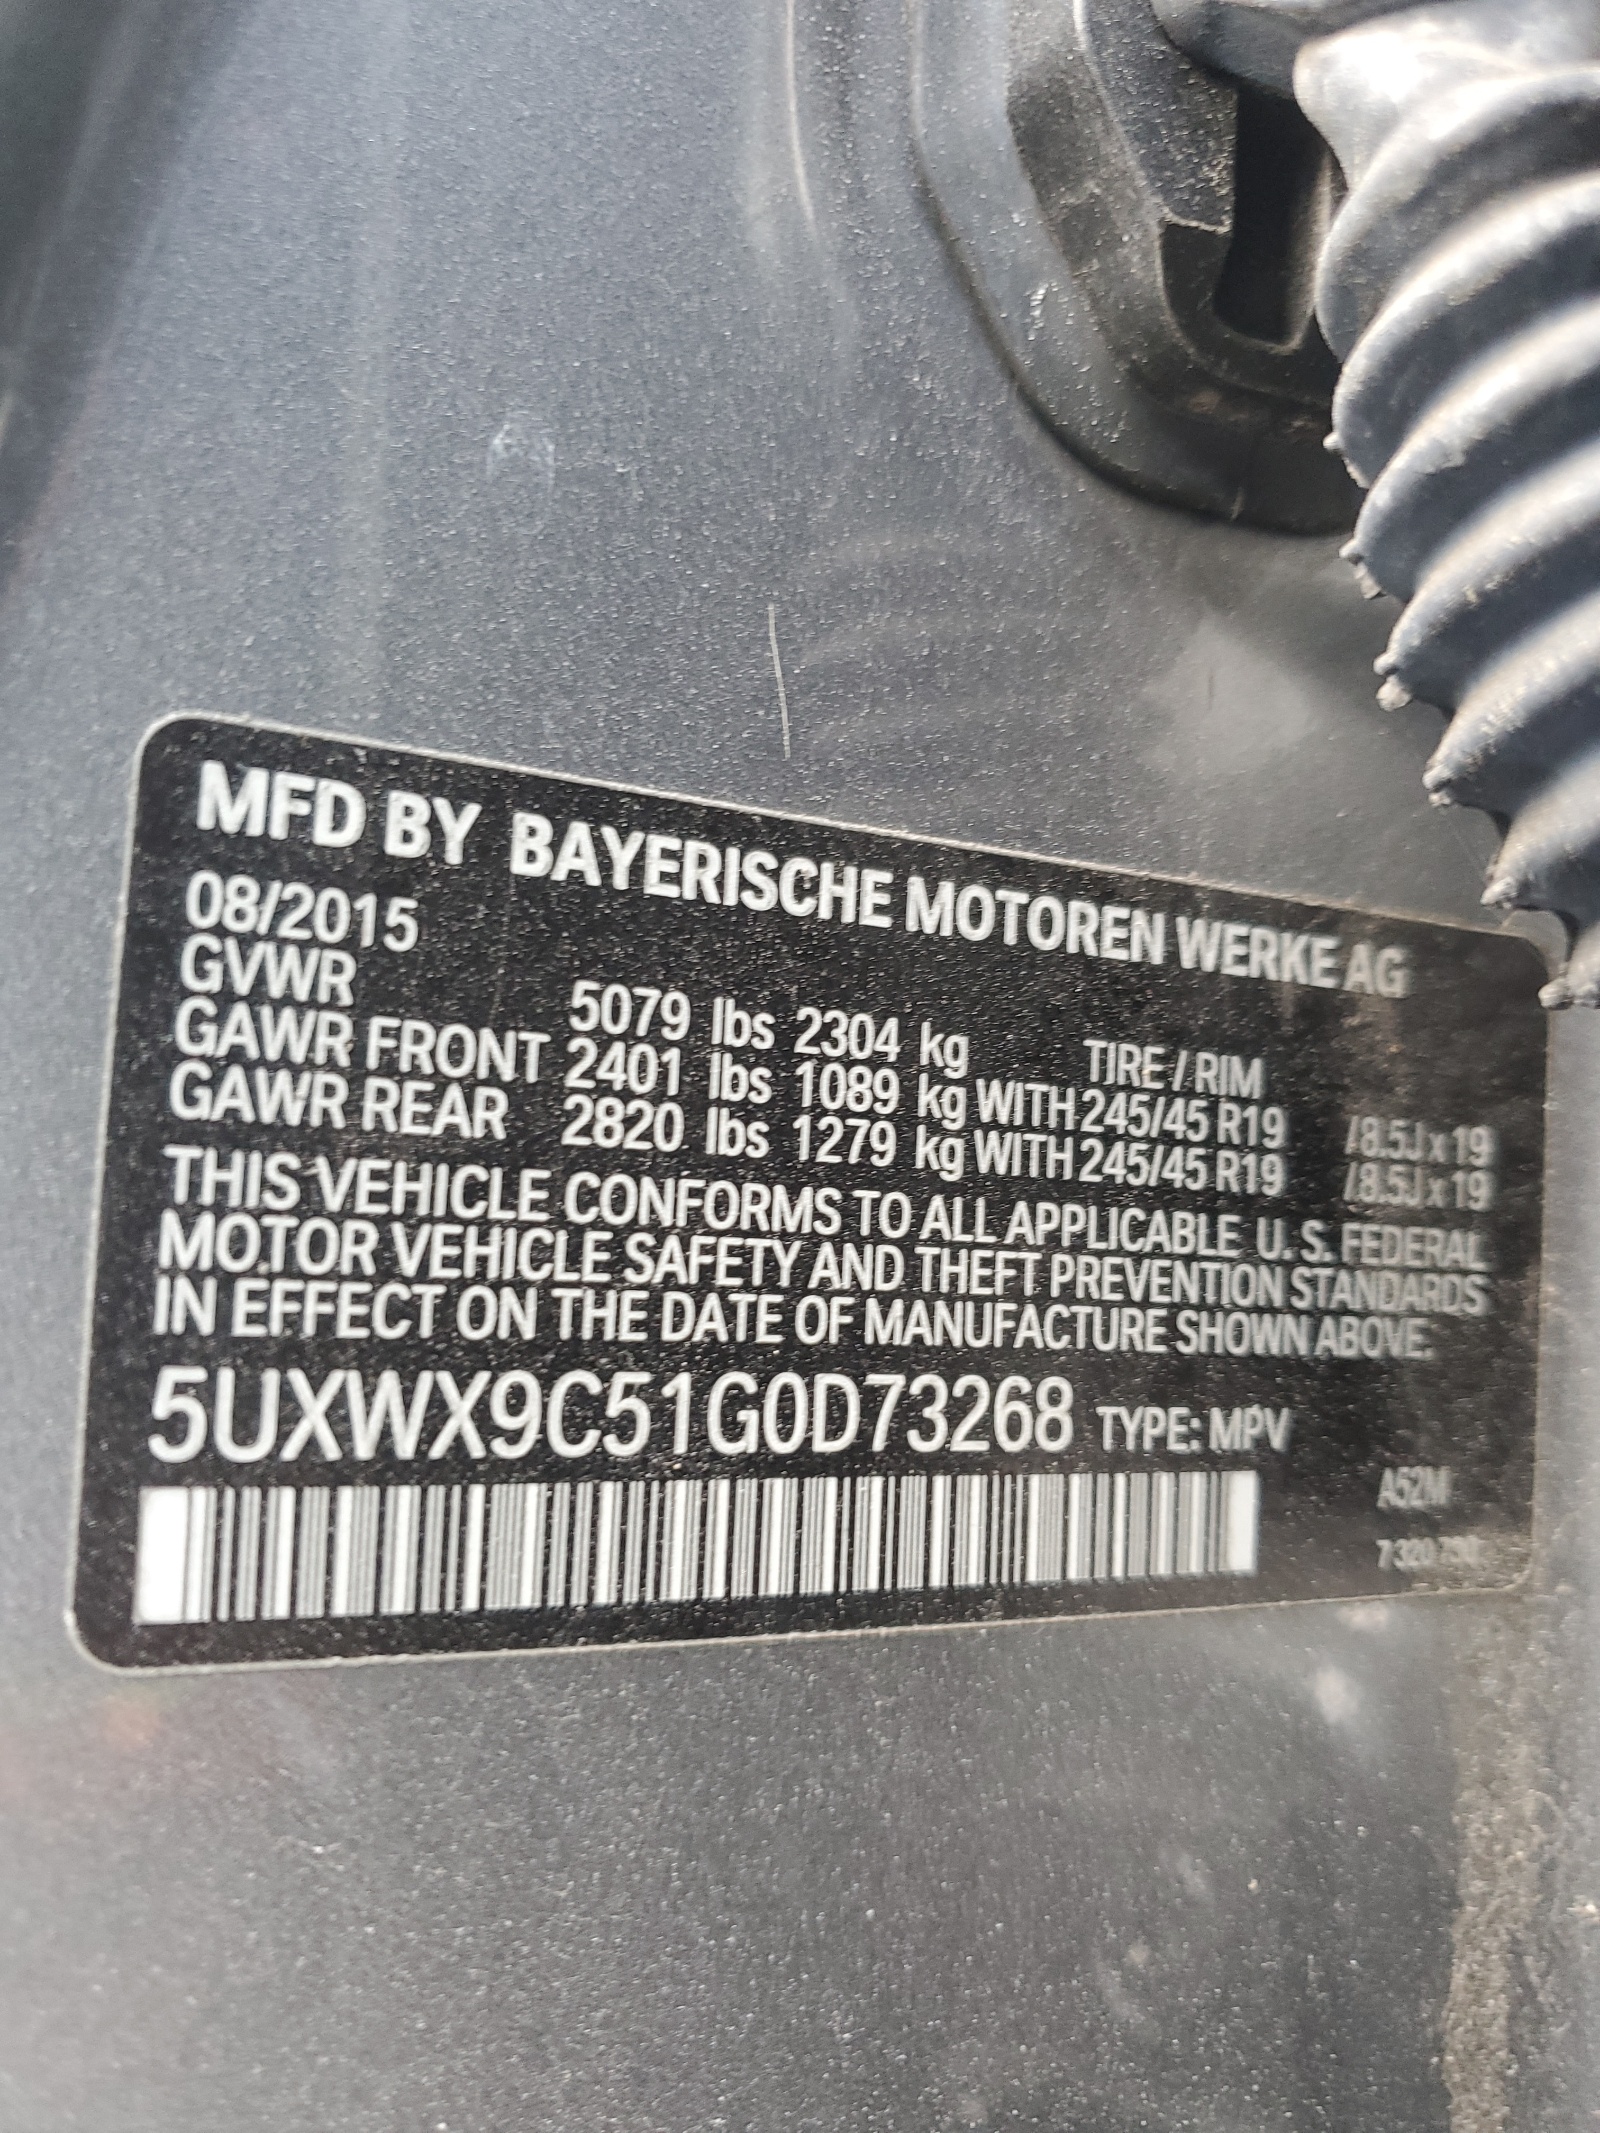 MFD BY BAYERISCHE MOTOREN WERKE AG
08/2015
GVWR 5079 lbs 2304 kg TIRE / RIM
GAWR FRONT 2401 lbs 1089 kg WITH 245/45 R19 /8.5J x 19
GAWR REAR 2820 lbs 1279 kg WITH 245/45 R19 /8.5J x 19
THIS VEHICLE CONFORMS TO ALL APPLICABLE U. S. FEDERAL
MOTOR VEHICLE SAFETY AND THEFT PREVENTION STANDARDS
IN EFFECT ON THE DATE OF MANUFACTURE SHOWN ABOVE.
5UXWX9C51G0D73268 TYPE: MPV
A52M
7 320